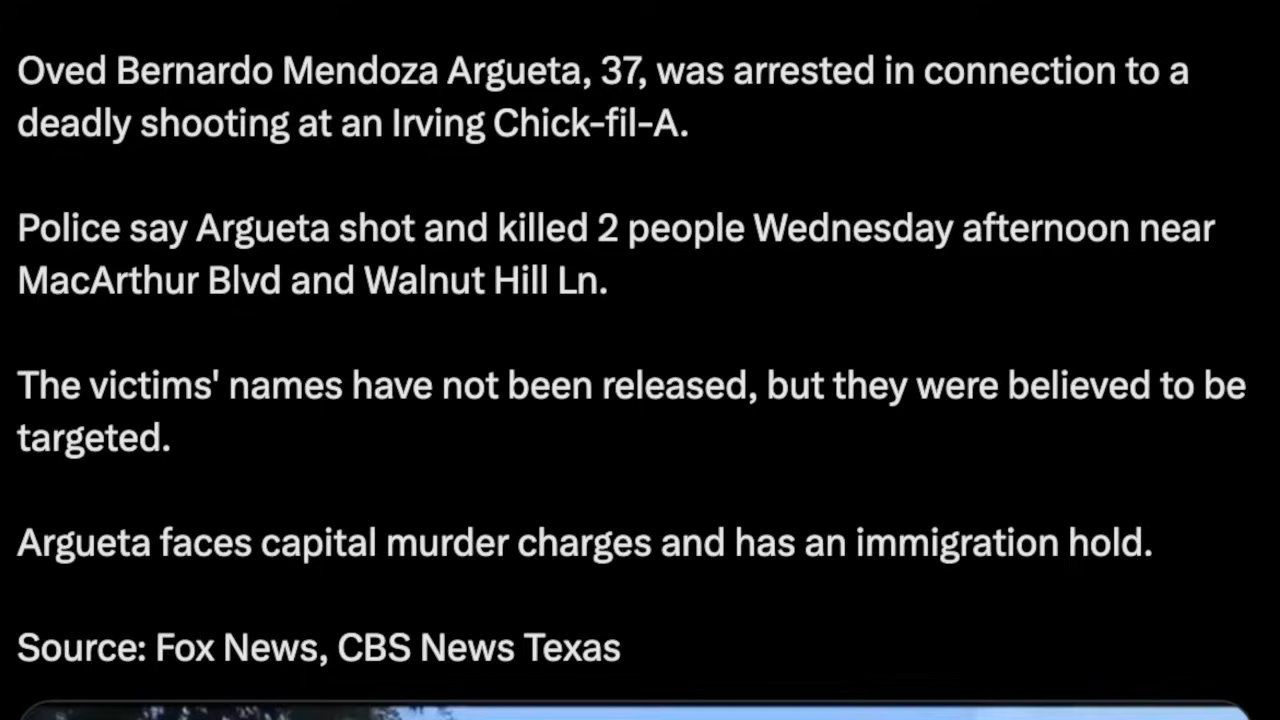 Oved Bernardo Mendoza Argueta, 37, was arrested in connection to a
deadly shooting at an Irving Chick-fil-A.
Police say Argueta shot and killed 2 people Wednesday afternoon near
MacArthur Blvd and Walnut Hill Ln.
The victims' names have not been released, but they were believed to be
targeted.
Argueta faces capital murder charges and has an immigration hold.
Source: Fox News, CBS News Texas